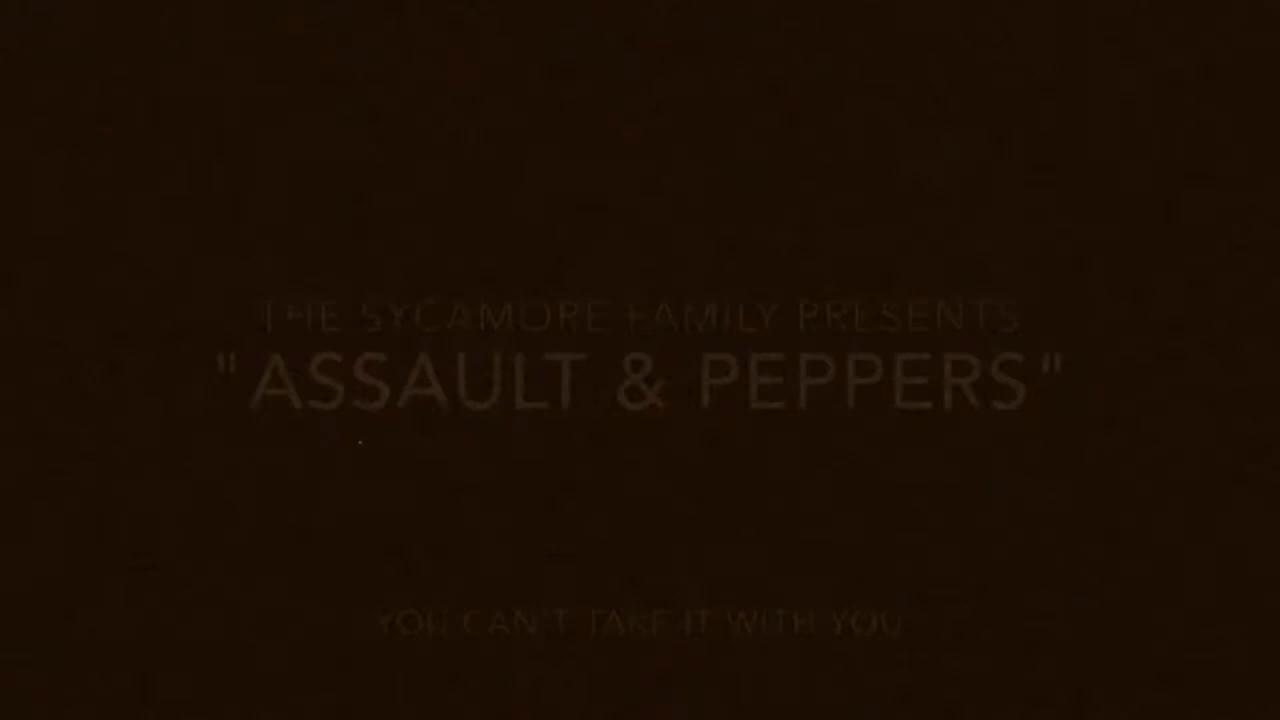 THE SYCAMORE FAMILY PRESENTS
"ASSAULT & PEPPERS"
YOU CAN'T TAKE IT WITH YOU